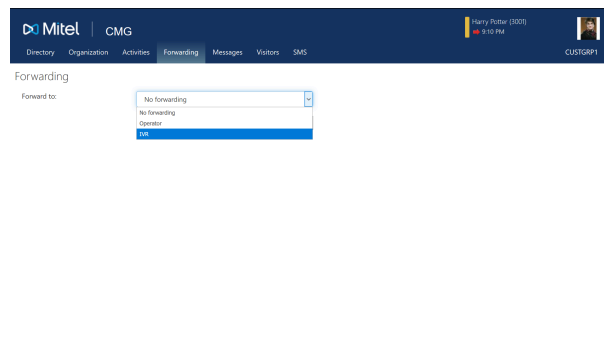 Mitel | CMG
Harry Potter (3001)
9:10 PM
Directory Organization Activities Forwarding Messages Visitors SMS CUSTGRP1
Forwarding
Forward to: No forwarding
No forwarding
Operator
IVR